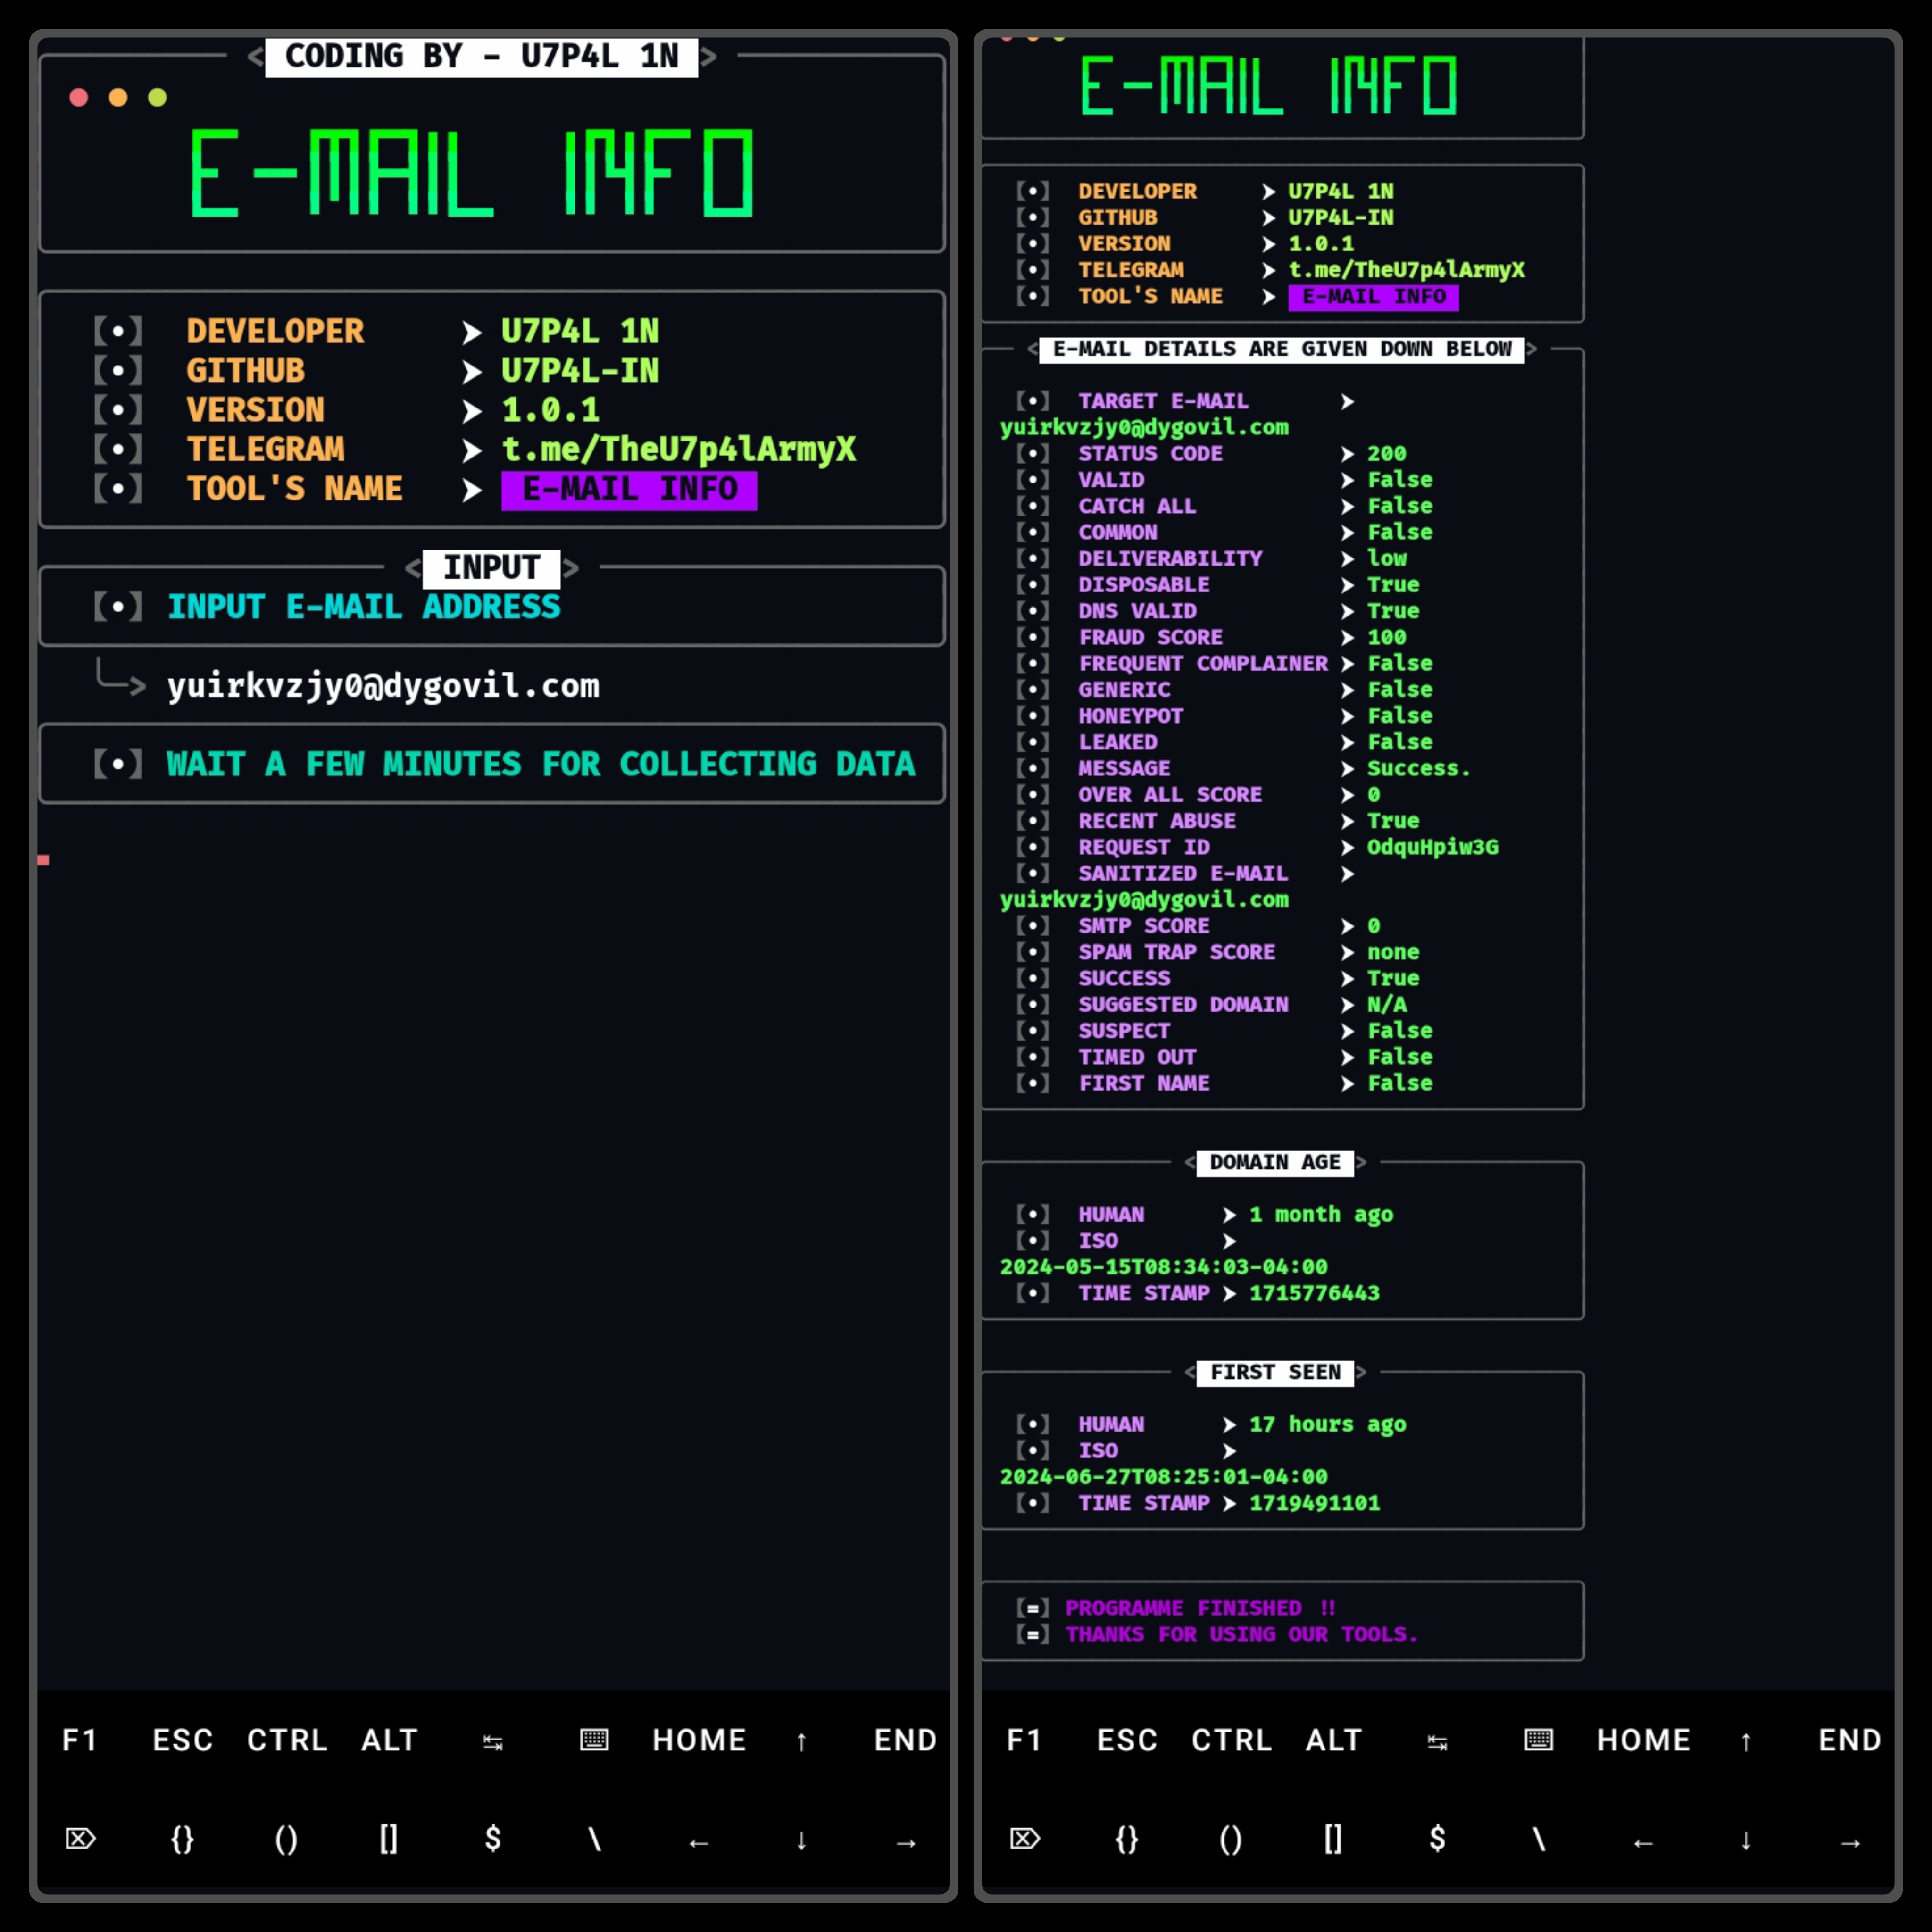 < CODING BY - U7P4L 1N >
E-MAIL INFO
[•] DEVELOPER ➤ U7P4L 1N
[•] GITHUB ➤ U7P4L-IN
[•] VERSION ➤ 1.0.1
[•] TELEGRAM ➤ t.me/TheU7p4lArmyX
[•] TOOL'S NAME ➤ E-MAIL INFO
< INPUT >
[•] INPUT E-MAIL ADDRESS
╰─> yuirkvzjy0@dygovil.com
[•] WAIT A FEW MINUTES FOR COLLECTING DATA
F1 ESC CTRL ALT ↹ ⌨ HOME ↑ END
⌦ {} () [] $ \ ← ↓ →
E-MAIL INFO
[•] DEVELOPER ➤ U7P4L 1N
[•] GITHUB ➤ U7P4L-IN
[•] VERSION ➤ 1.0.1
[•] TELEGRAM ➤ t.me/TheU7p4lArmyX
[•] TOOL'S NAME ➤ E-MAIL INFO
< E-MAIL DETAILS ARE GIVEN DOWN BELOW >
[•] TARGET E-MAIL ➤
yuirkvzjy0@dygovil.com
[•] STATUS CODE ➤ 200
[•] VALID ➤ False
[•] CATCH ALL ➤ False
[•] COMMON ➤ False
[•] DELIVERABILITY ➤ low
[•] DISPOSABLE ➤ True
[•] DNS VALID ➤ True
[•] FRAUD SCORE ➤ 100
[•] FREQUENT COMPLAINER ➤ False
[•] GENERIC ➤ False
[•] HONEYPOT ➤ False
[•] LEAKED ➤ False
[•] MESSAGE ➤ Success.
[•] OVER ALL SCORE ➤ 0
[•] RECENT ABUSE ➤ True
[•] REQUEST ID ➤ OdquHpiw3G
[•] SANITIZED E-MAIL ➤
yuirkvzjy0@dygovil.com
[•] SMTP SCORE ➤ 0
[•] SPAM TRAP SCORE ➤ none
[•] SUCCESS ➤ True
[•] SUGGESTED DOMAIN ➤ N/A
[•] SUSPECT ➤ False
[•] TIMED OUT ➤ False
[•] FIRST NAME ➤ False
< DOMAIN AGE >
[•] HUMAN ➤ 1 month ago
[•] ISO ➤
2024-05-15T08:34:03-04:00
[•] TIME STAMP ➤ 1715776443
< FIRST SEEN >
[•] HUMAN ➤ 17 hours ago
[•] ISO ➤
2024-06-27T08:25:01-04:00
[•] TIME STAMP ➤ 1719491101
[=] PROGRAMME FINISHED !!
[=] THANKS FOR USING OUR TOOLS.
F1 ESC CTRL ALT ↹ ⌨ HOME ↑ END
⌦ {} () [] $ \ ← ↓ →